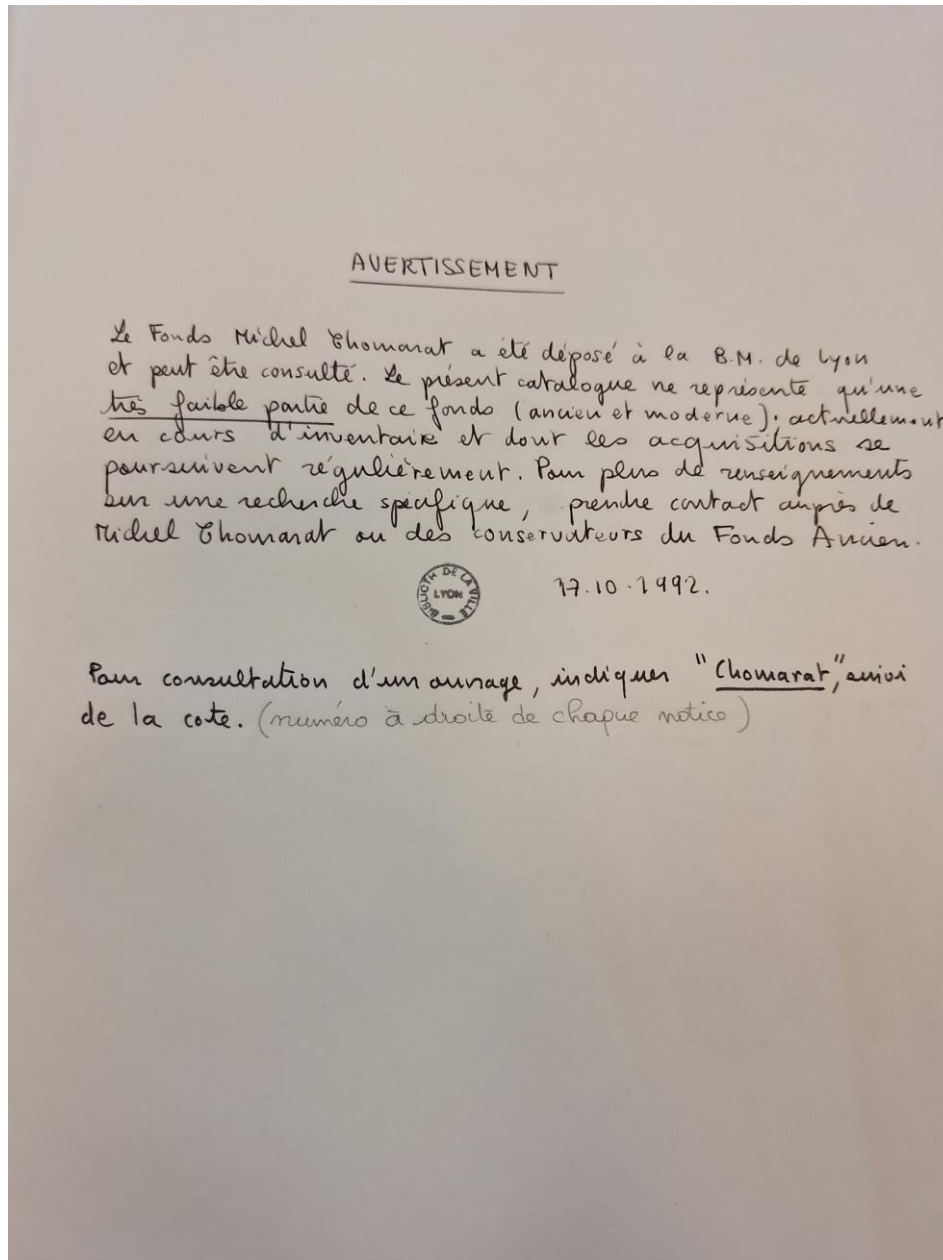 AVERTISSEMENT
Le Fonds Michel Chomarat a été déposé à la B.M. de Lyon
et peut être consulté. Le présent catalogue ne représente qu'une
très faible partie de ce fonds (ancien et moderne), actuellement
en cours d'inventaire et dont les acquisitions se
poursuivent régulièrement. Pour plus de renseignements
sur une recherche spécifique, prendre contact auprès de
Michel Chomarat ou des conservateurs du Fonds Ancien.
BIBLIOTH DE LA VILLE
LYON
17.10.1992.
Pour consultation d'un ouvrage, indiquer "Chomarat", suivi
de la cote. (numéro à droite de chaque notice)